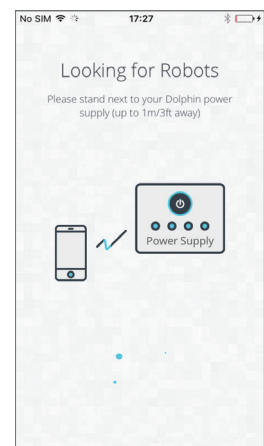 No SIM 17:27
Looking for Robots
Please stand next to your Dolphin power
supply (up to 1m/3ft away)
Power Supply